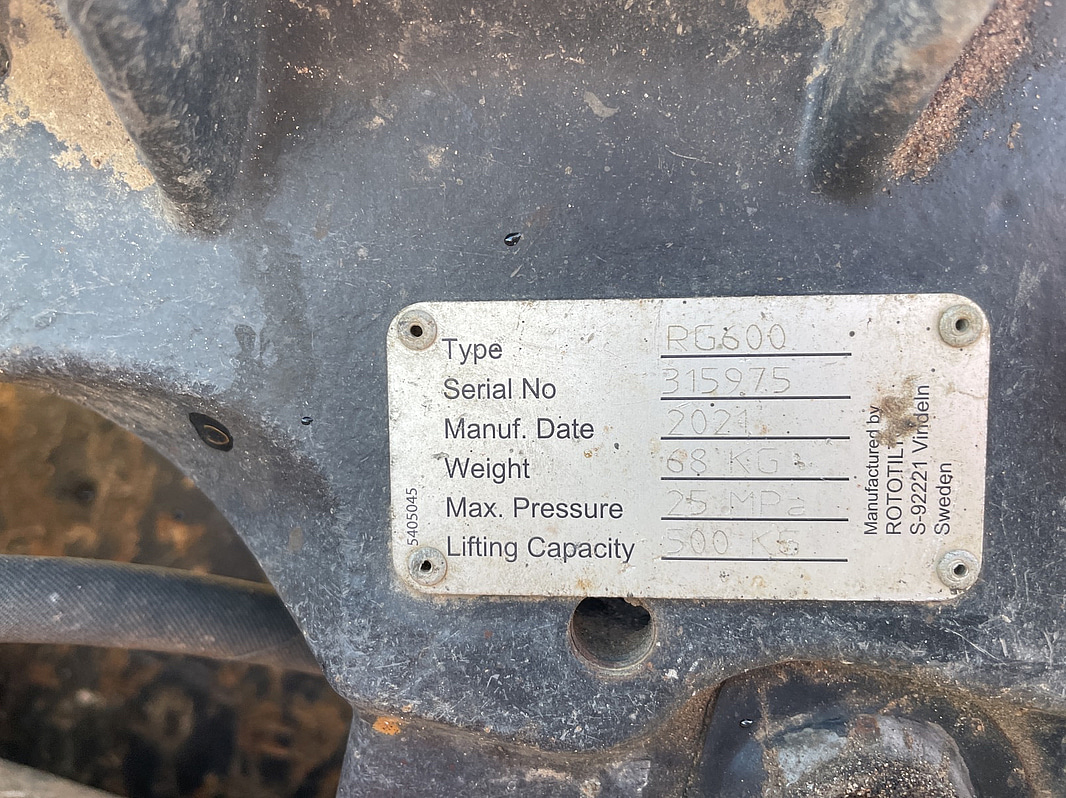 Type RG600
Serial No 315975
Manuf. Date 2021
Weight 68 KG
Max. Pressure 25 MPa
Lifting Capacity 500 KG
5405045
Manufactured by
ROTOTILT
S-92221 Vindeln
Sweden